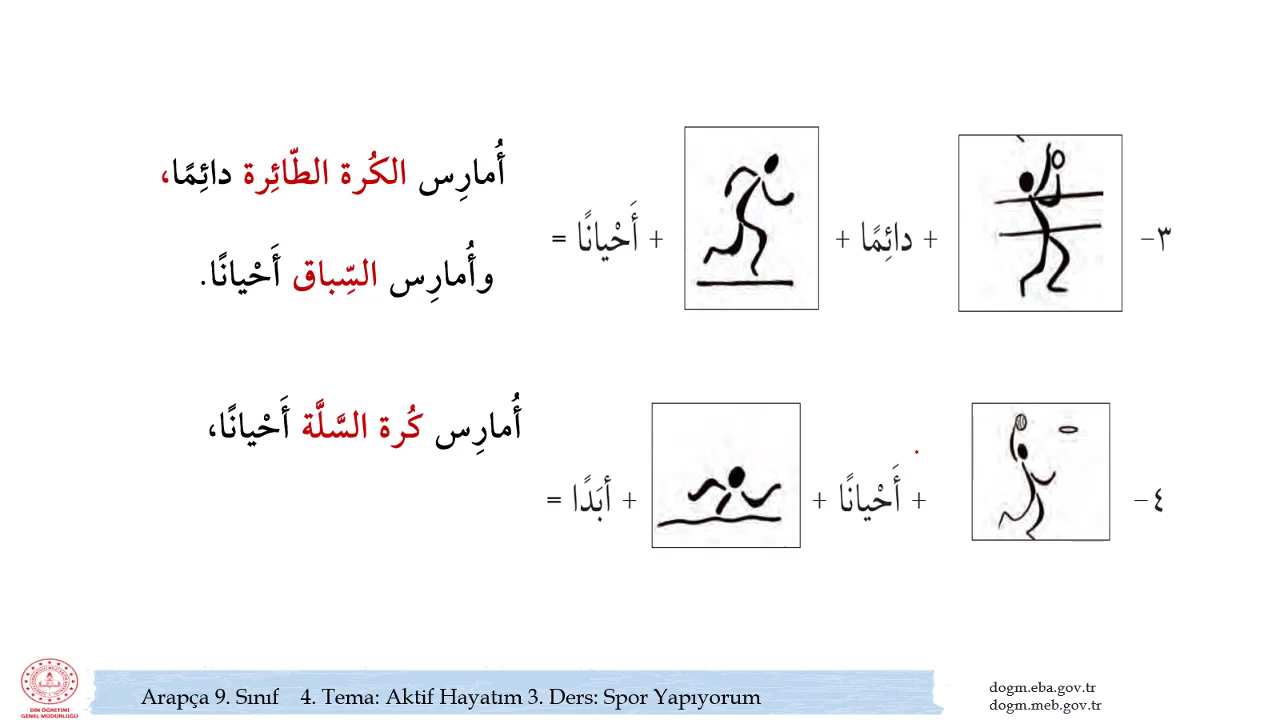 ٣- + دائِمًا + + أَحْيانًا =
أُمارِس الكُرة الطّائِرة دائِمًا،
وأُمارِس السِّباق أَحْيانًا.
٤- + أَحْيانًا + + أبَدًا =
أُمارِس كُرة السَّلَّة أَحْيانًا،
DİN ÖĞRETİMİ
GENEL MÜDÜRLÜĞÜ
Arapça 9. Sınıf 4. Tema: Aktif Hayatım 3. Ders: Spor Yapıyorum
dogm.eba.gov.tr
dogm.meb.gov.tr